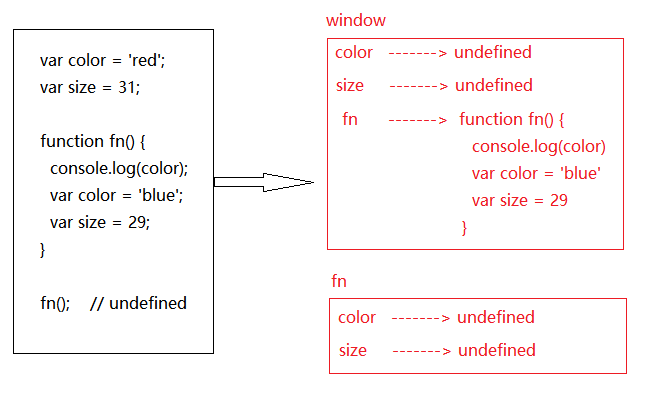 var color = 'red';
var size = 31;
function fn() {
console.log(color);
var color = 'blue';
var size = 29;
}
fn(); // undefined
window
color -------> undefined
size -------> undefined
fn -------> function fn() {
console.log(color)
var color = 'blue'
var size = 29
}
fn
color -------> undefined
size -------> undefined